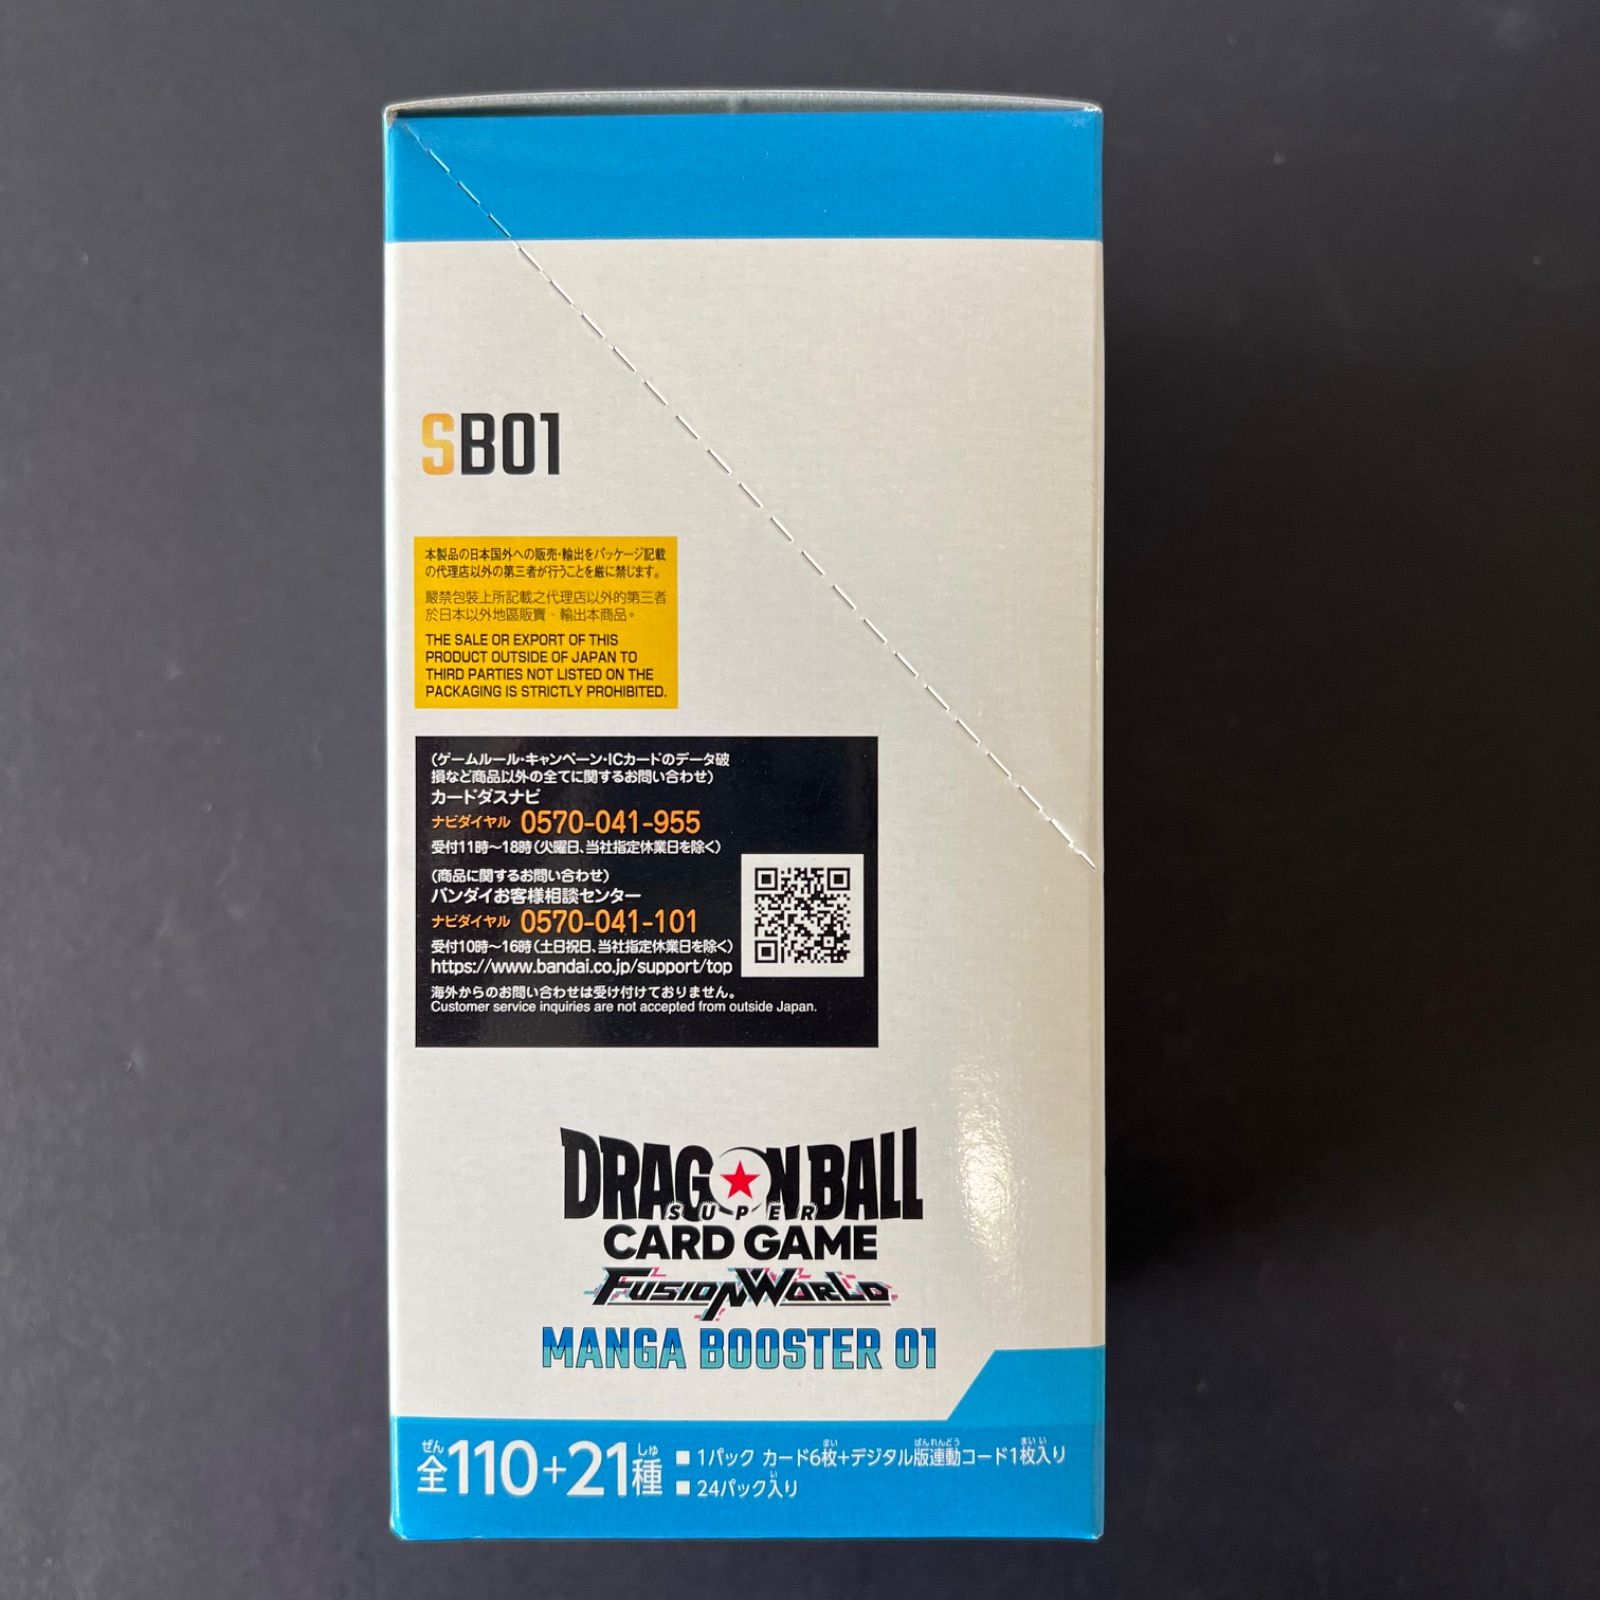 SB01
本製品の日本国外への販売・輸出をパッケージ記載
の代理店以外の第三者が行うことを厳に禁じます。
嚴禁包裝上所記載之代理店以外的第三者
於日本以外地區販賣、輸出本商品。
THE SALE OR EXPORT OF THIS
PRODUCT OUTSIDE OF JAPAN TO
THIRD PARTIES NOT LISTED ON THE
PACKAGING IS STRICTLY PROHIBITED.
(ゲームルール・キャンペーン・ICカードのデータ破
損など商品以外の全てに関するお問い合わせ)
カードダスナビ
ナビダイヤル 0570-041-955
受付11時〜18時(火曜日、当社指定休業日を除く)
(商品に関するお問い合わせ)
バンダイお客様相談センター
ナビダイヤル 0570-041-101
受付10時〜16時(土日祝日、当社指定休業日を除く)
https://www.bandai.co.jp/support/top
海外からのお問い合わせは受け付けておりません。
Customer service inquiries are not accepted from outside Japan.
DRAGON BALL
SUPER
CARD GAME
FUSION WORLD
MANGA BOOSTER 01
ぜん しゅ
全110+21種
まい ばんれんどう まいい
■ 1パック カード6枚+デジタル版連動コード1枚入り
い
■ 24パック入り